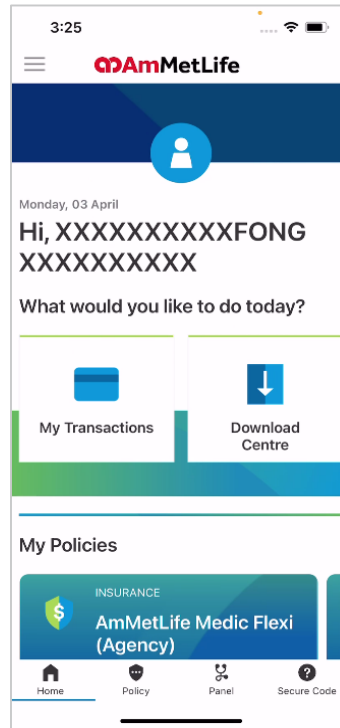 3:25
AmMetLife
Monday, 03 April
Hi, XXXXXXXXXXFONG
XXXXXXXXXX
What would you like to do today?
My Transactions
Download
Centre
My Policies
INSURANCE
AmMetLife Medic Flexi
(Agency)
Home
Policy
Panel
Secure Code